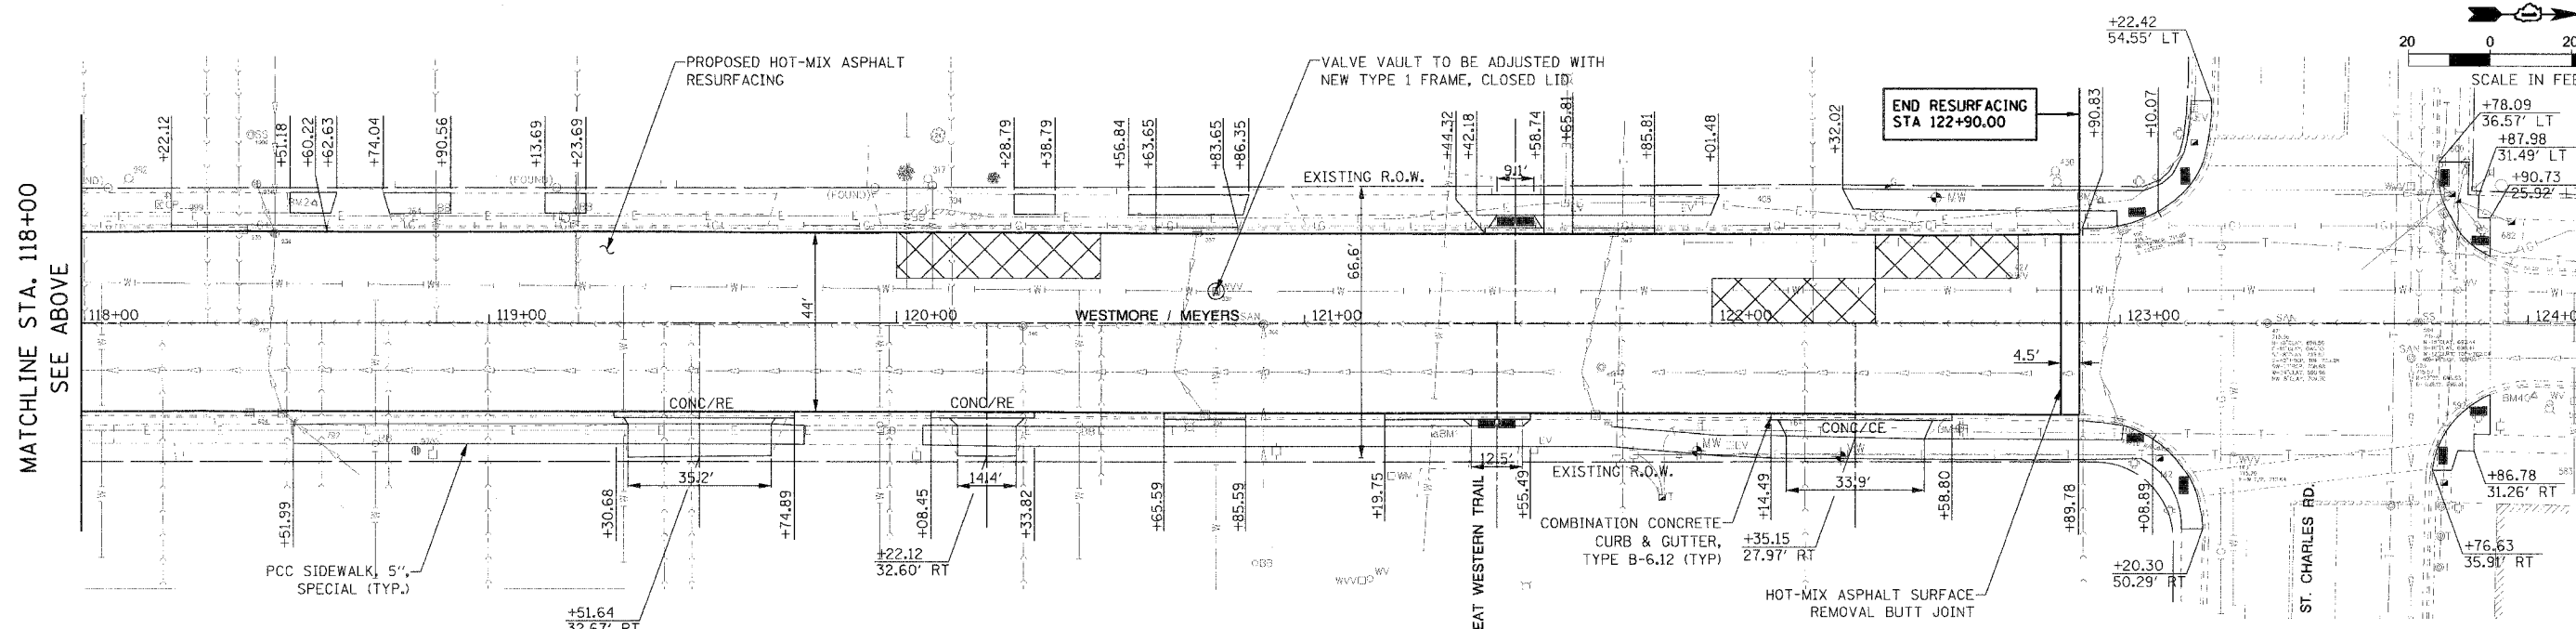 MATCHLINE STA. 118+00
SEE ABOVE
+22.12
+51.18
+60.22
+62.63
+74.04
+90.56
+13.69
+23.69
PROPOSED HOT-MIX ASPHALT
RESURFACING
+28.79
+38.79
+56.84
+63.65
+83.65
+86.35
VALVE VAULT TO BE ADJUSTED WITH
NEW TYPE 1 FRAME, CLOSED LID
+44.32
+42.18
+58.74
+65.81
+85.81
+01.48
+32.02
END RESURFACING
STA 122+90.00
+90.83
+10.07
+22.42
54.55' LT
20 0 20
SCALE IN FEE
+78.09
36.57' LT
+87.98
31.49' LT
+90.73
25.92' L
(FOUND)
(FOUND)
EXISTING R.O.W.
9.1'
66.6'
44'
118+00
119+00
120+00
WESTMORE / MEYERS
SAN
121+00
122+00
123+00
124+0
4.5'
CONC/RE
CONC/RE
CONC/CE
35.2'
14.4'
12.5'
33.9'
EXISTING R.O.W.
+51.99
+30.68
+74.89
+08.45
+33.82
+65.59
+85.59
+19.75
EAT WESTERN TRAIL
+55.49
+14.49
+58.80
+89.78
+08.89
PCC SIDEWALK, 5",
SPECIAL (TYP.)
+51.64
32.67' RT
+22.12
32.60' RT
COMBINATION CONCRETE
CURB & GUTTER,
TYPE B-6.12 (TYP)
+35.15
27.97' RT
HOT-MIX ASPHALT SURFACE
REMOVAL BUTT JOINT
+20.30
50.29' RT
ST. CHARLES RD.
+86.78
31.26' RT
+76.63
35.91' RT